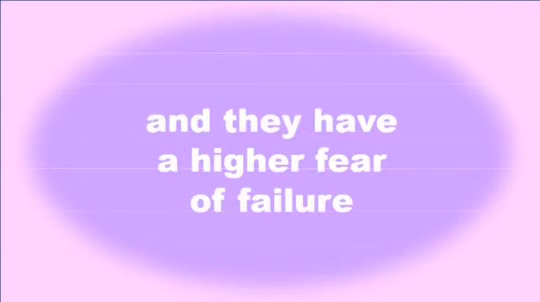 and they have
a higher fear
of failure